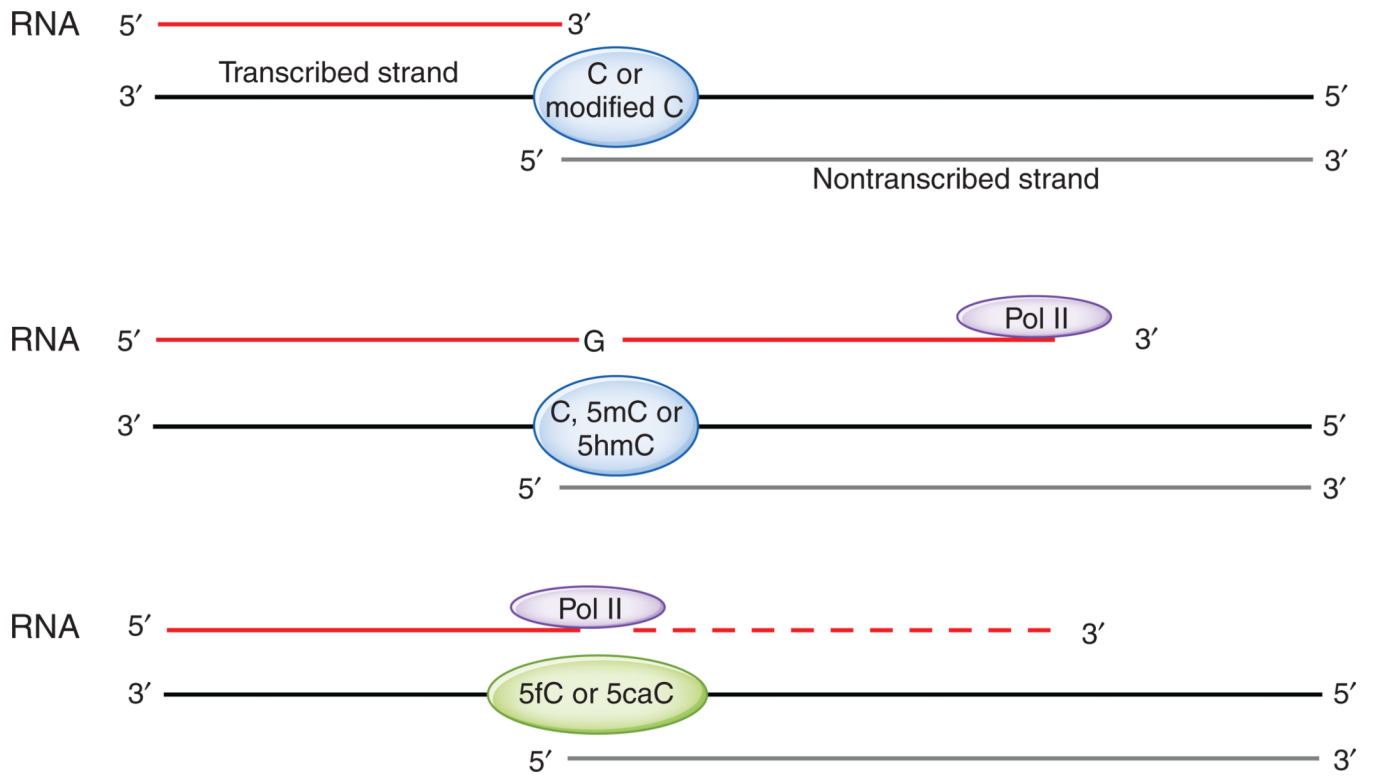 RNA 5′ 3′
Transcribed strand
3′ C or 5′
modified C
5′ 3′
Nontranscribed strand
Pol II
RNA 5′ G 3′
3′ C, 5mC or 5′
5hmC
5′ 3′
Pol II
RNA 5′ 3′
3′ 5fC or 5caC 5′
5′ 3′